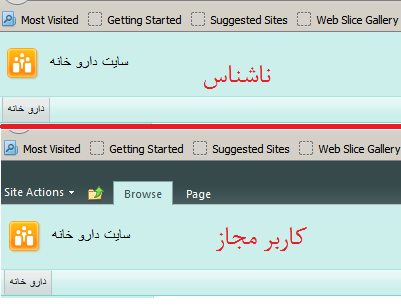 Most Visited Getting Started Suggested Sites Web Slice Gallery
سایت دارو خانه
ناشناس
دارو خانه
Most Visited Getting Started Suggested Sites Web Slice Gallery
Site Actions Browse Page
سایت دارو خانه
کاربر مجاز
دارو خانه